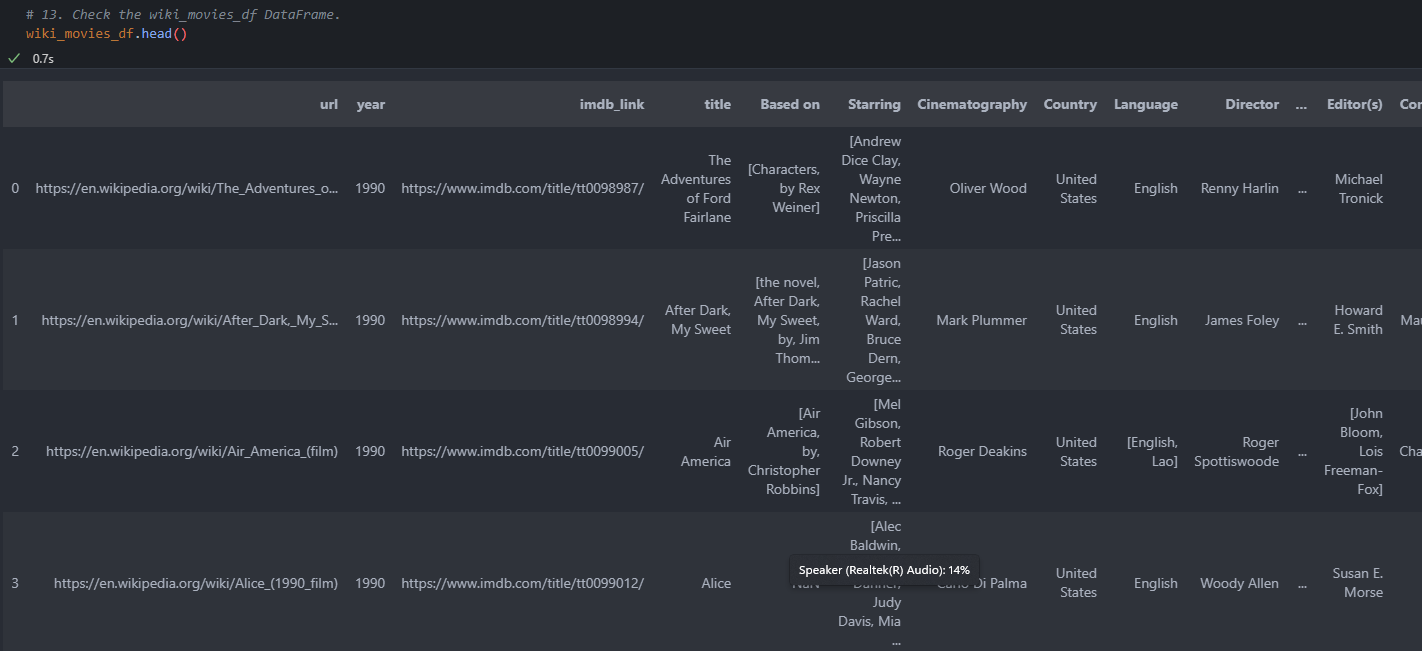 # 13. Check the wiki_movies_df DataFrame.
wiki_movies_df.head()
0.7s
url year imdb_link title Based on Starring Cinematography Country Language Director ... Editor(s)
0 https://en.wikipedia.org/wiki/The_Adventures_o... 1990 https://www.imdb.com/title/tt0098987/ The Adventures of Ford Fairlane [Characters, by Rex Weiner] [Andrew Dice Clay, Wayne Newton, Priscilla Pre... Oliver Wood United States English Renny Harlin ... Michael Tronick
1 https://en.wikipedia.org/wiki/After_Dark,_My_S... 1990 https://www.imdb.com/title/tt0098994/ After Dark, My Sweet [the novel, After Dark, My Sweet, by, Jim Thom... [Jason Patric, Rachel Ward, Bruce Dern, George... Mark Plummer United States English James Foley ... Howard E. Smith
2 https://en.wikipedia.org/wiki/Air_America_(film) 1990 https://www.imdb.com/title/tt0099005/ Air America [Air America, by, Christopher Robbins] [Mel Gibson, Robert Downey Jr., Nancy Travis, ... Roger Deakins United States [English, Lao] Roger Spottiswoode ... [John Bloom, Lois Freeman-Fox]
3 https://en.wikipedia.org/wiki/Alice_(1990_film) 1990 https://www.imdb.com/title/tt0099012/ Alice NaN [Alec Baldwin, Judy Davis, Mia ... Di Palma United States English Woody Allen ... Susan E. Morse
Speaker (Realtek(R) Audio): 14%